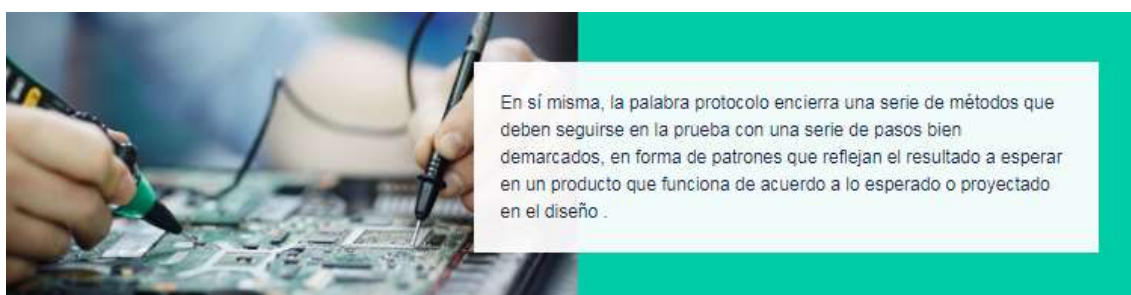 En sí misma, la palabra protocolo encierra una serie de métodos que
deben seguirse en la prueba con una serie de pasos bien
demarcados, en forma de patrones que reflejan el resultado a esperar
en un producto que funciona de acuerdo a lo esperado o proyectado
en el diseño .